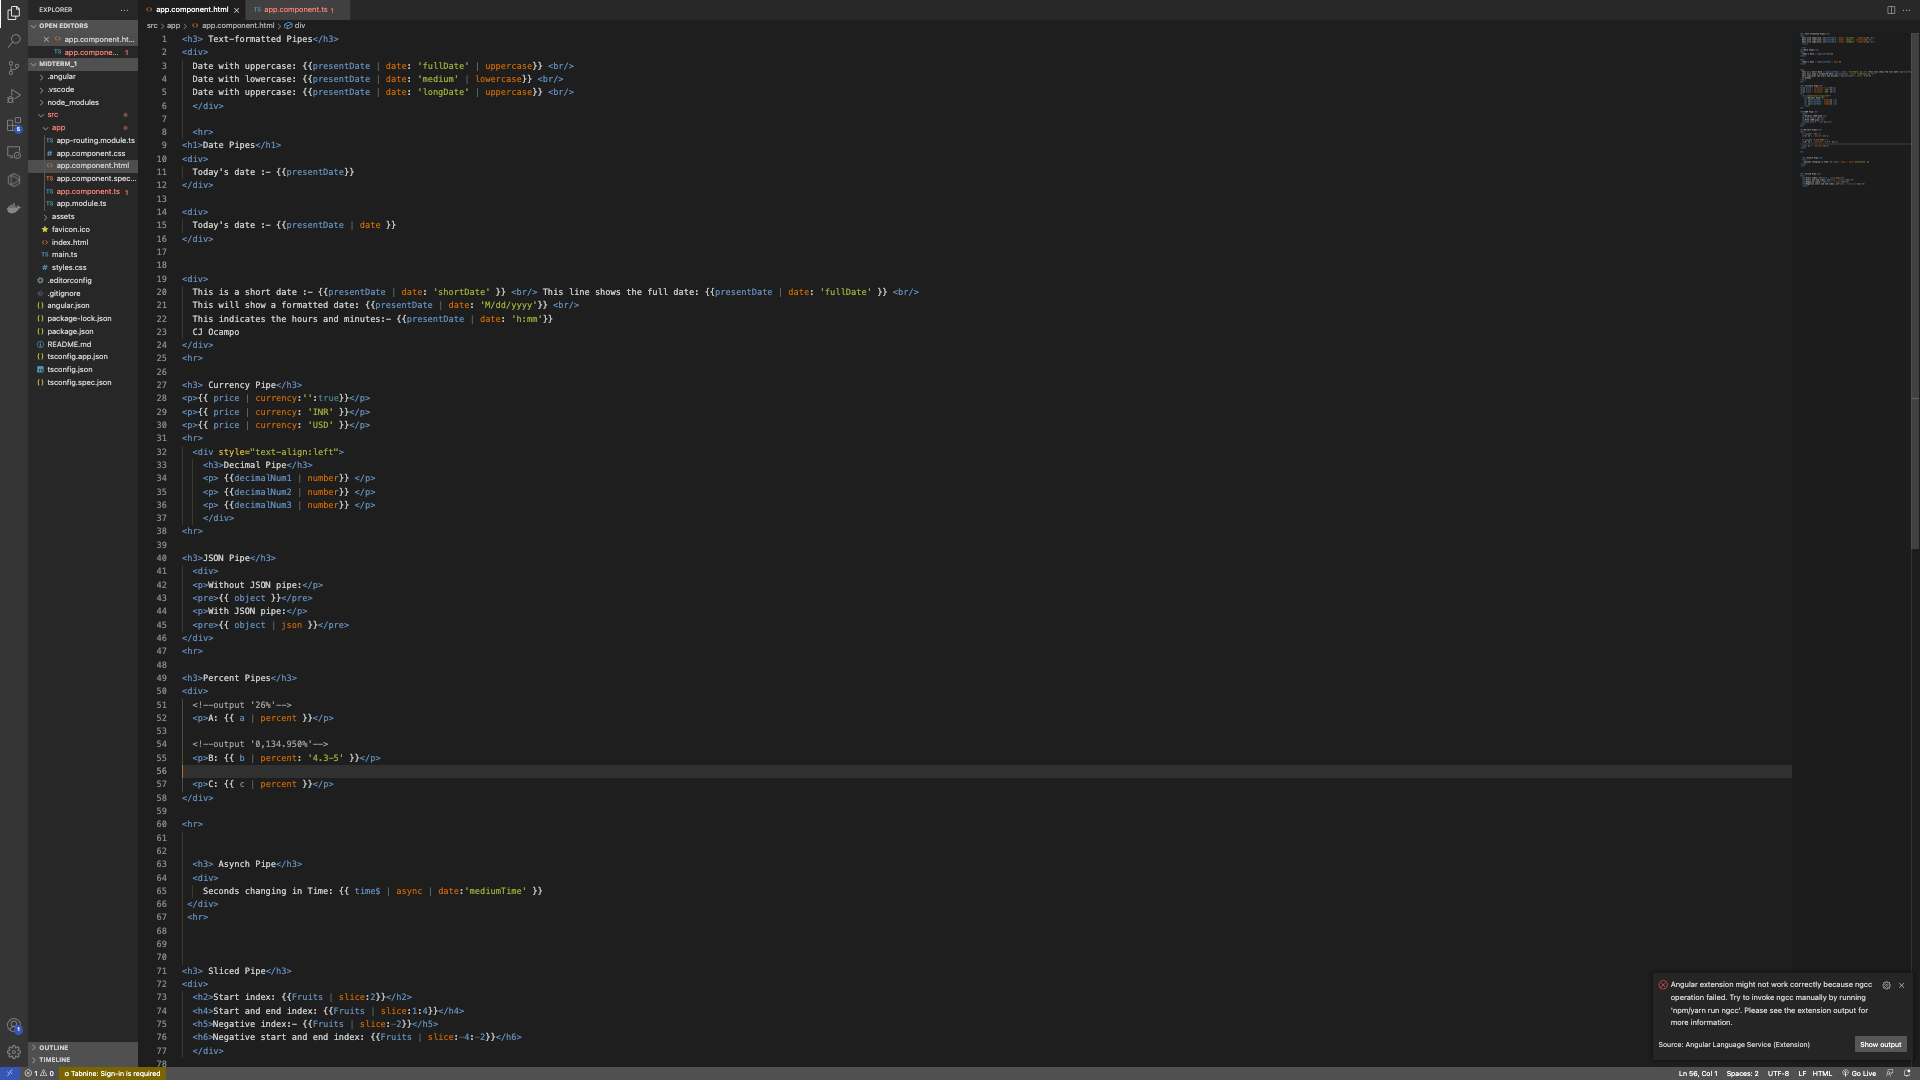 EXPLORER
OPEN EDITORS
app.component.ht...
TS app.compone... 1
MIDTERM_1
.angular
.vscode
node_modules
src
app
TS app-routing.module.ts
# app.component.css
<> app.component.html
TS app.component.spec...
TS app.component.ts 1
TS app.module.ts
assets
favicon.ico
<> index.html
TS main.ts
# styles.css
.editorconfig
.gitignore
{} angular.json
{} package-lock.json
{} package.json
README.md
{} tsconfig.app.json
tsconfig.json
{} tsconfig.spec.json
OUTLINE
TIMELINE
<> app.component.html
TS app.component.ts 1
src > app > <> app.component.html > div
1 <h3> Text-formatted Pipes</h3>
2 <div>
3 Date with uppercase: {{presentDate | date: 'fullDate' | uppercase}} <br/>
4 Date with lowercase: {{presentDate | date: 'medium' | lowercase}} <br/>
5 Date with uppercase: {{presentDate | date: 'longDate' | uppercase}} <br/>
6 </div>
7
8 <hr>
9 <h1>Date Pipes</h1>
10 <div>
11 Today's date :- {{presentDate}}
12 </div>
13
14 <div>
15 Today's date :- {{presentDate | date }}
16 </div>
17
18
19 <div>
20 This is a short date :- {{presentDate | date: 'shortDate' }} <br/> This line shows the full date: {{presentDate | date: 'fullDate' }} <br/>
21 This will show a formatted date: {{presentDate | date: 'M/dd/yyyy'}} <br/>
22 This indicates the hours and minutes:- {{presentDate | date: 'h:mm'}}
23 CJ Ocampo
24 </div>
25 <hr>
26
27 <h3> Currency Pipe</h3>
28 <p>{{ price | currency:'':true}}</p>
29 <p>{{ price | currency: 'INR' }}</p>
30 <p>{{ price | currency: 'USD' }}</p>
31 <hr>
32 <div style="text-align:left">
33 <h3>Decimal Pipe</h3>
34 <p> {{decimalNum1 | number}} </p>
35 <p> {{decimalNum2 | number}} </p>
36 <p> {{decimalNum3 | number}} </p>
37 </div>
38 <hr>
39
40 <h3>JSON Pipe</h3>
41 <div>
42 <p>Without JSON pipe:</p>
43 <pre>{{ object }}</pre>
44 <p>With JSON pipe:</p>
45 <pre>{{ object | json }}</pre>
46 </div>
47 <hr>
48
49 <h3>Percent Pipes</h3>
50 <div>
51 <!--output '26%'-->
52 <p>A: {{ a | percent }}</p>
53
54 <!--output '0,134.950%'-->
55 <p>B: {{ b | percent: '4.3-5' }}</p>
56
57 <p>C: {{ c | percent }}</p>
58 </div>
59
60 <hr>
61
62
63 <h3> Asynch Pipe</h3>
64 <div>
65 Seconds changing in Time: {{ time$ | async | date:'mediumTime' }}
66 </div>
67 <hr>
68
69
70
71 <h3> Sliced Pipe</h3>
72 <div>
73 <h2>Start index: {{Fruits | slice:2}}</h2>
74 <h4>Start and end index: {{Fruits | slice:1:4}}</h4>
75 <h5>Negative index:- {{Fruits | slice:-2}}</h5>
76 <h6>Negative start and end index: {{Fruits | slice:-4:-2}}</h6>
77 </div>
78
Angular extension might not work correctly because ngcc
operation failed. Try to invoke ngcc manually by running
'npm/yarn run ngcc'. Please see the extension output for
more information.
Source: Angular Language Service (Extension)
Show output
1 0
Tabnine: Sign-in is required
Ln 56, Col 1
Spaces: 2
UTF-8
LF
HTML
Go Live